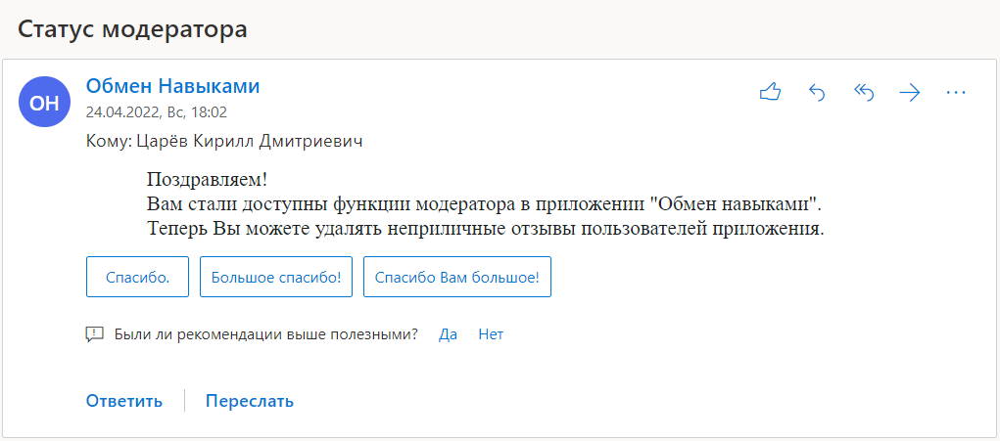 Статус модератора
ОН
Обмен Навыками
24.04.2022, Вс, 18:02
Кому: Царёв Кирилл Дмитриевич
Поздравляем!
Вам стали доступны функции модератора в приложении "Обмен навыками".
Теперь Вы можете удалять неприличные отзывы пользователей приложения.
Спасибо. Большое спасибо! Спасибо Вам большое!
Были ли рекомендации выше полезными? Да Нет
Ответить Переслать